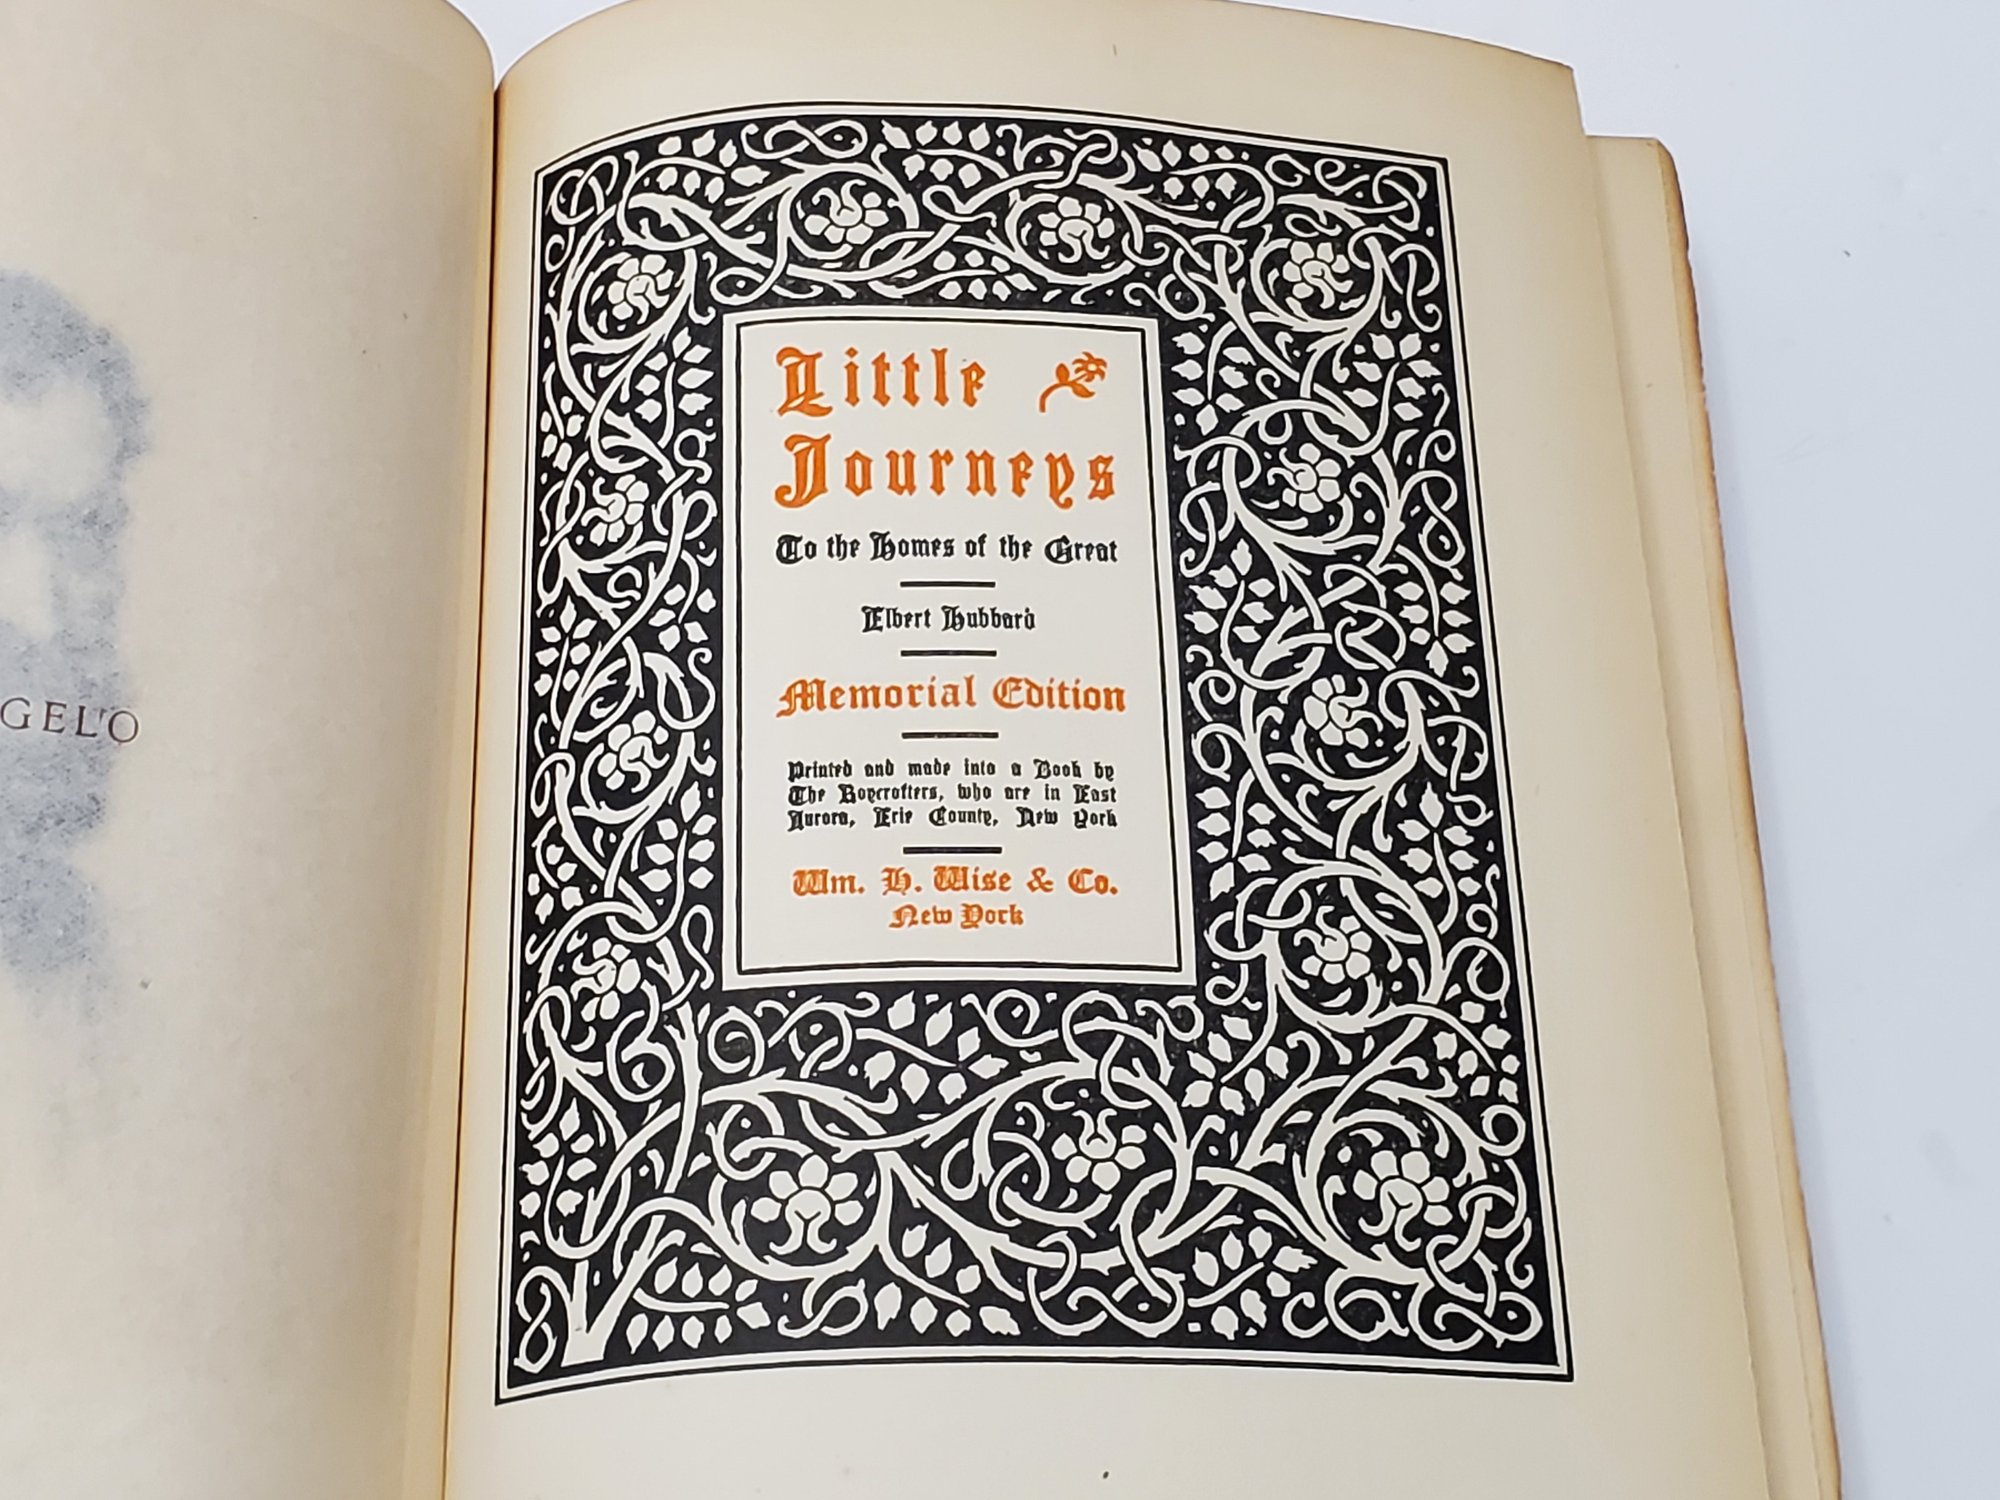 GELO
Little
Journeys
To the Homes of the Great
Elbert Hubbard
Memorial Edition
Printed and made into a Book by
The Roycrofters, who are in East
Aurora, Erie County, New York
Wm. H. Wise & Co.
New York